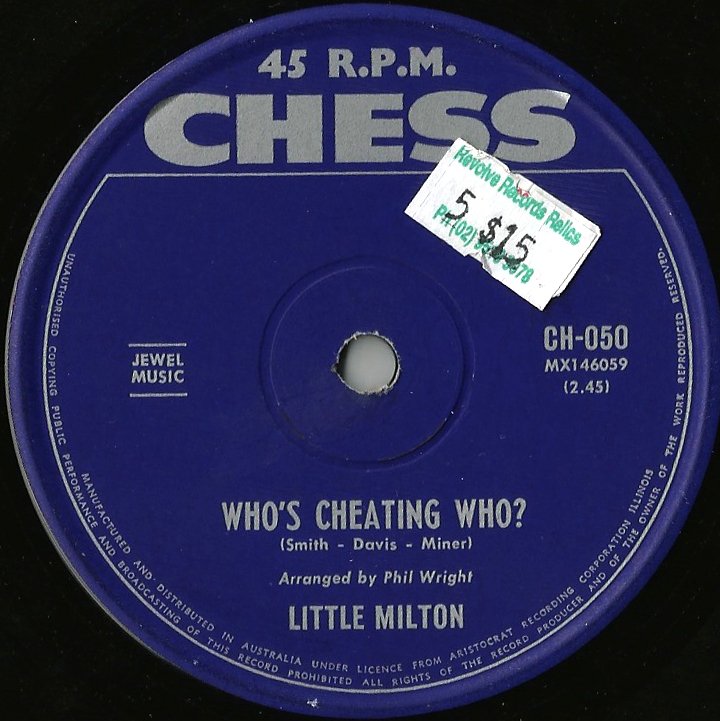 45 R.P.M.
CHESS
Revolve Records Relics
5 $15
JEWEL
MUSIC
CH-050
MX146059
(2.45)
WHO'S CHEATING WHO?
(Smith - Davis - Miner)
Arranged by Phil Wright
LITTLE MILTON
MANUFACTURED AND DISTRIBUTED IN AUSTRALIA UNDER LICENCE FROM ARISTOCRAT RECORDING CORPORATION ILLINOIS
UNAUTHORISED COPYING PUBLIC PERFORMANCE AND BROADCASTING OF THIS RECORD PROHIBITED ALL RIGHTS OF THE RECORD PRODUCER AND OF THE OWNER OF THE WORK REPRODUCED RESERVED.